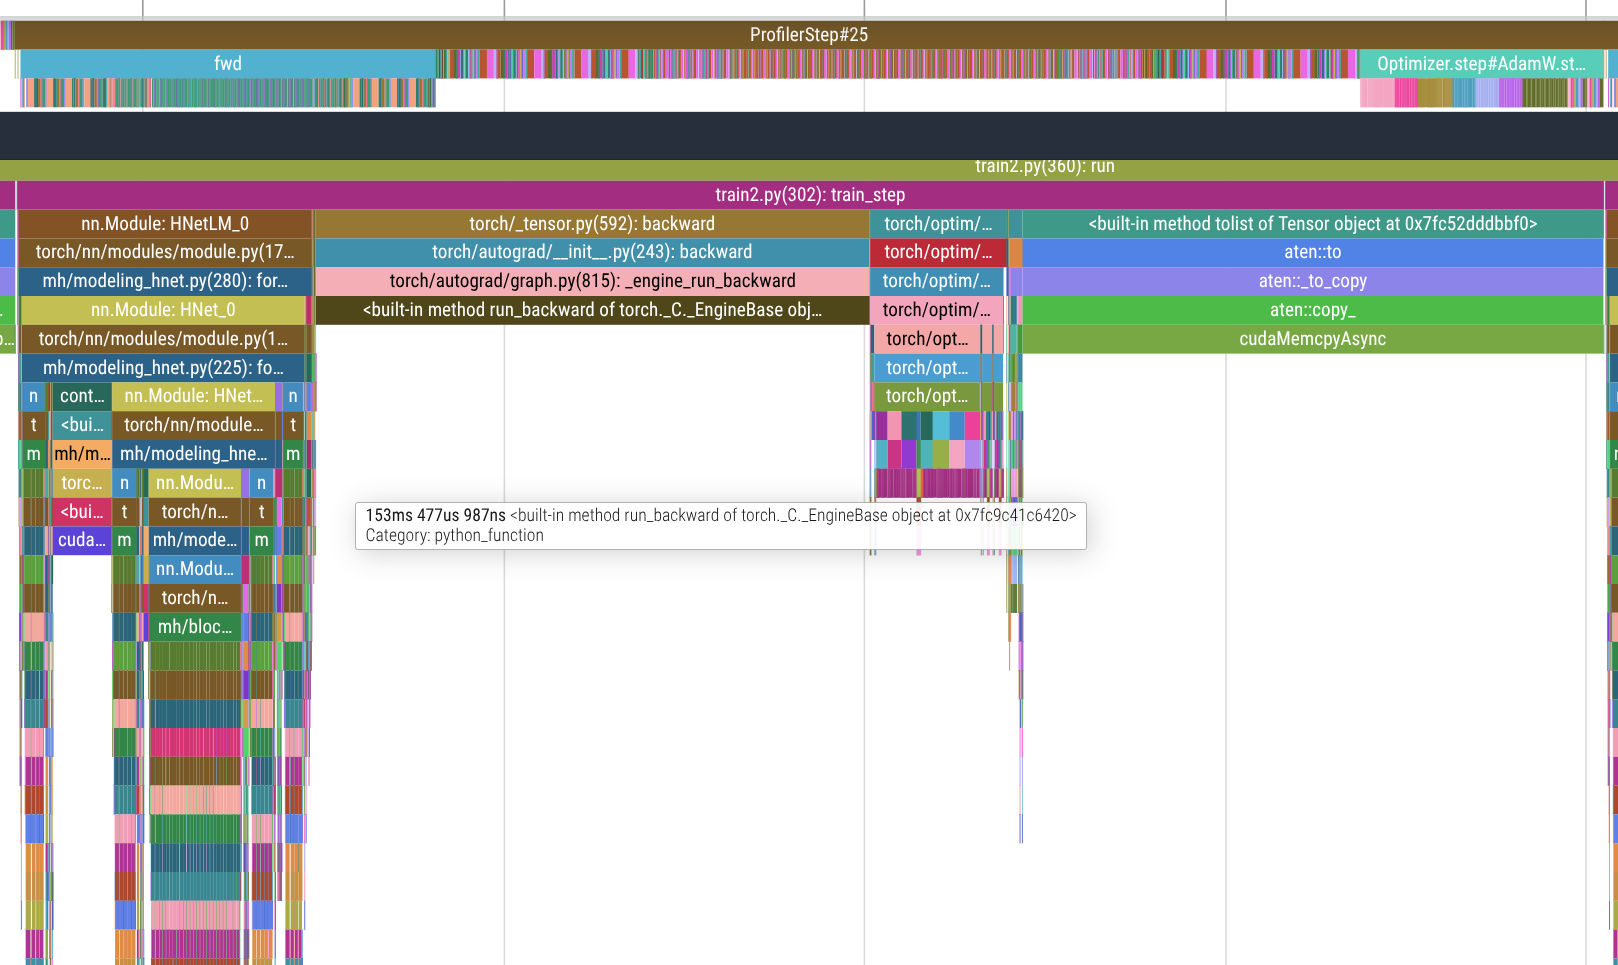 ProfilerStep#25
fwd
Optimizer.step#AdamW.st...
train2.py(360): run
train2.py(302): train_step
nn.Module: HNetLM_0
torch/_tensor.py(592): backward
torch/optim/...
<built-in method tolist of Tensor object at 0x7fc52dddbbf0>
torch/nn/modules/module.py(17...
torch/autograd/__init__.py(243): backward
torch/optim/...
aten::to
mh/modeling_hnet.py(280): for...
torch/autograd/graph.py(815): _engine_run_backward
torch/optim/...
aten::_to_copy
nn.Module: HNet_0
<built-in method run_backward of torch._C._EngineBase obj...
torch/optim/...
aten::copy_
torch/nn/modules/module.py(1...
torch/opt...
cudaMemcpyAsync
mh/modeling_hnet.py(225): fo...
torch/opt...
n
cont...
nn.Module: HNet...
n
torch/opt...
t
<bui...
torch/nn/module...
t
m
mh/m...
mh/modeling_hne...
m
torc...
n
nn.Modu...
n
<bui...
t
torch/n...
t
cuda...
m
mh/mode...
m
153ms 477us 987ns <built-in method run_backward of torch._C._EngineBase object at 0x7fc9c41c6420>
Category: python_function
nn.Modu...
torch/n...
mh/bloc...